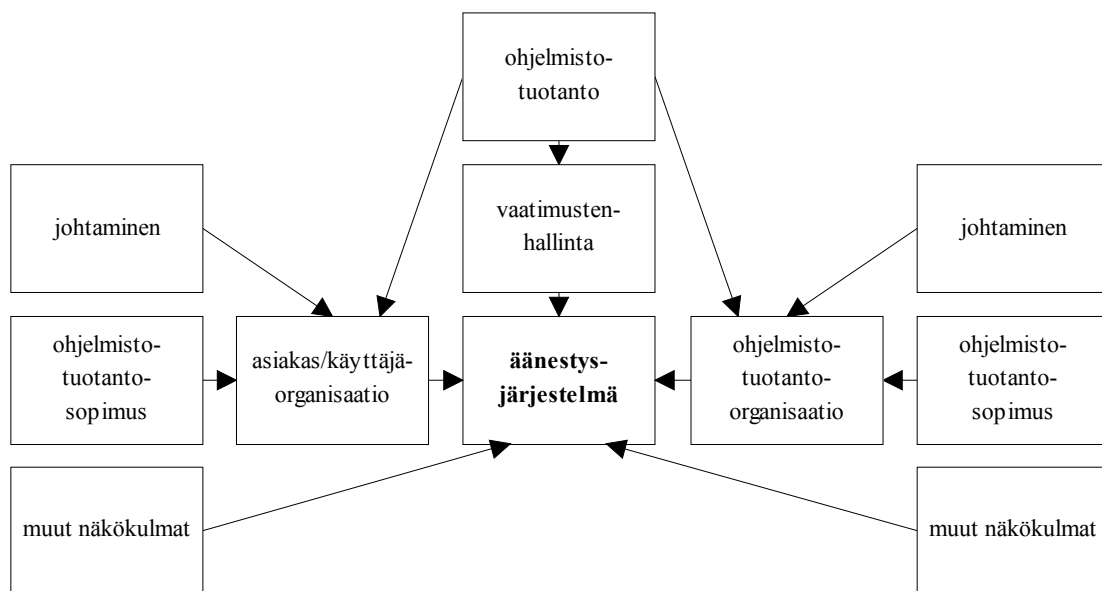 ohjelmisto-
tuotanto
johtaminen
vaatimusten-
hallinta
johtaminen
ohjelmisto-
tuotanto-
sopimus
asiakas/käyttäjä-
organisaatio
äänestys-
järjestelmä
ohjelmisto-
tuotanto-
organisaatio
ohjelmisto-
tuotanto-
sopimus
muut näkökulmat
muut näkökulmat